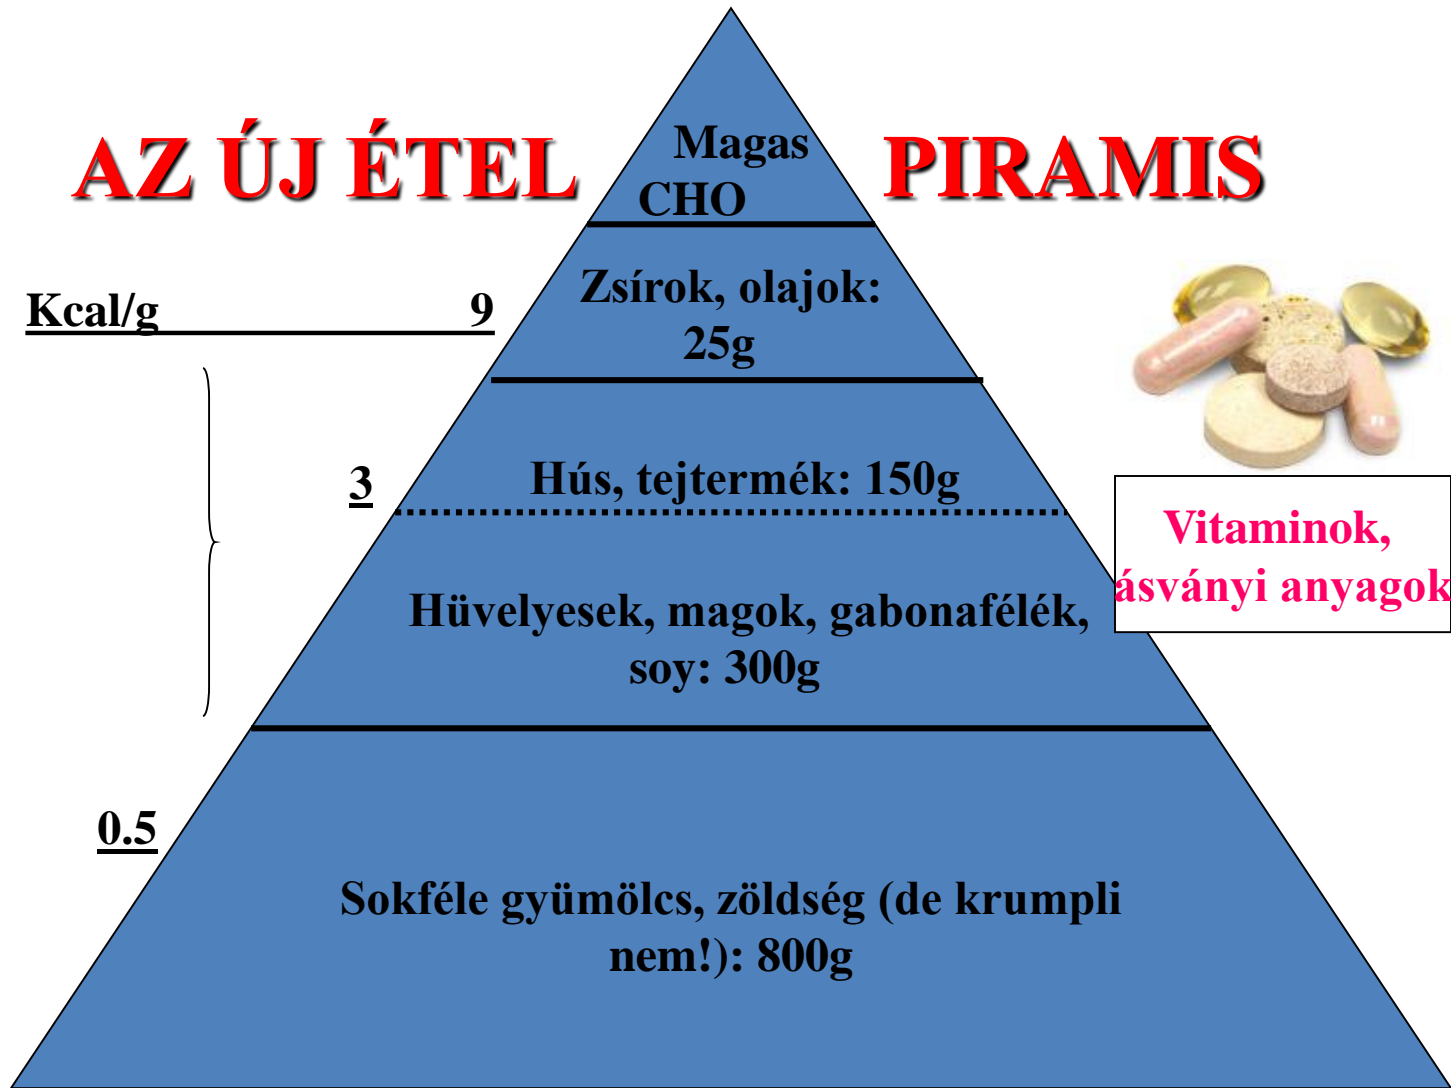 AZ ÚJ ÉTEL PIRAMIS
Magas
CHO
Kcal/g 9
Zsírok, olajok:
25g
3
Hús, tejtermék: 150g
Vitaminok,
ásványi anyagok
Hüvelyesek, magok, gabonafélék,
soy: 300g
0.5
Sokféle gyümölcs, zöldség (de krumpli
nem!): 800g